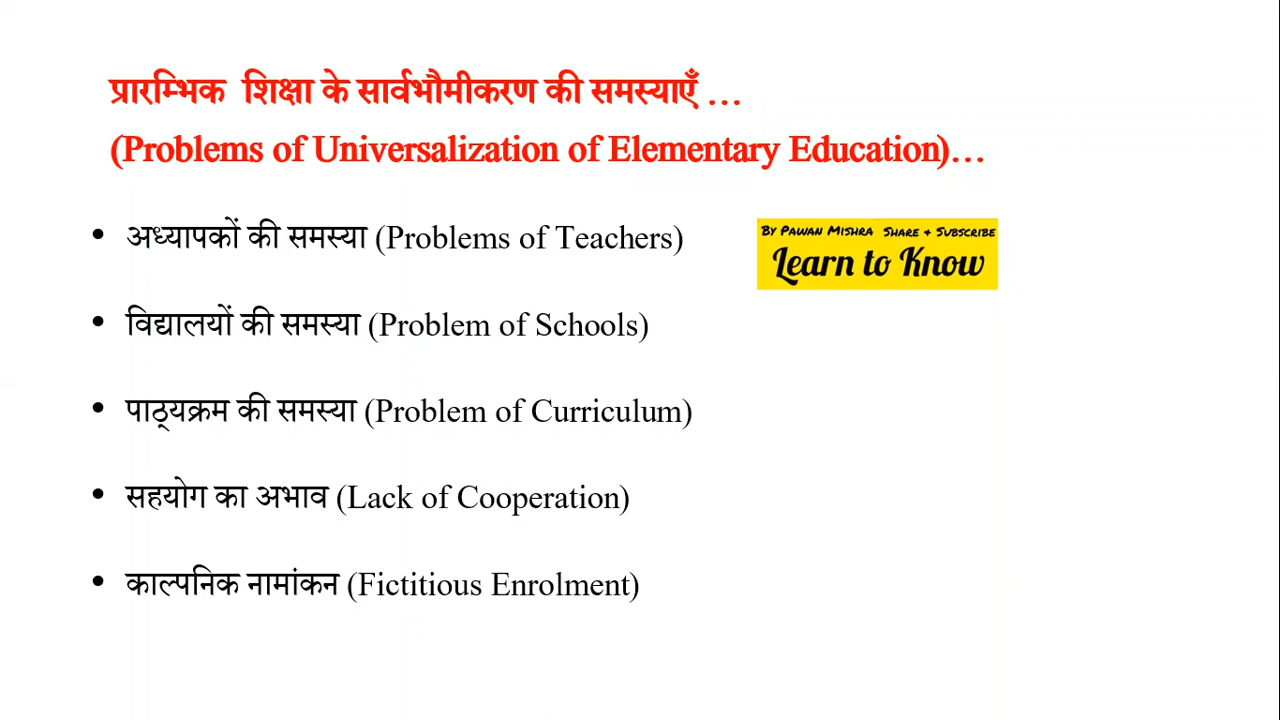 प्रारम्भिक शिक्षा के सार्वभौमीकरण की समस्याएँ ...
(Problems of Universalization of Elementary Education)...
• अध्यापकों की समस्या (Problems of Teachers)
By Pawan Mishra Share & Subscribe
Learn to Know
• विद्यालयों की समस्या (Problem of Schools)
• पाठ्यक्रम की समस्या (Problem of Curriculum)
• सहयोग का अभाव (Lack of Cooperation)
• काल्पनिक नामांकन (Fictitious Enrolment)